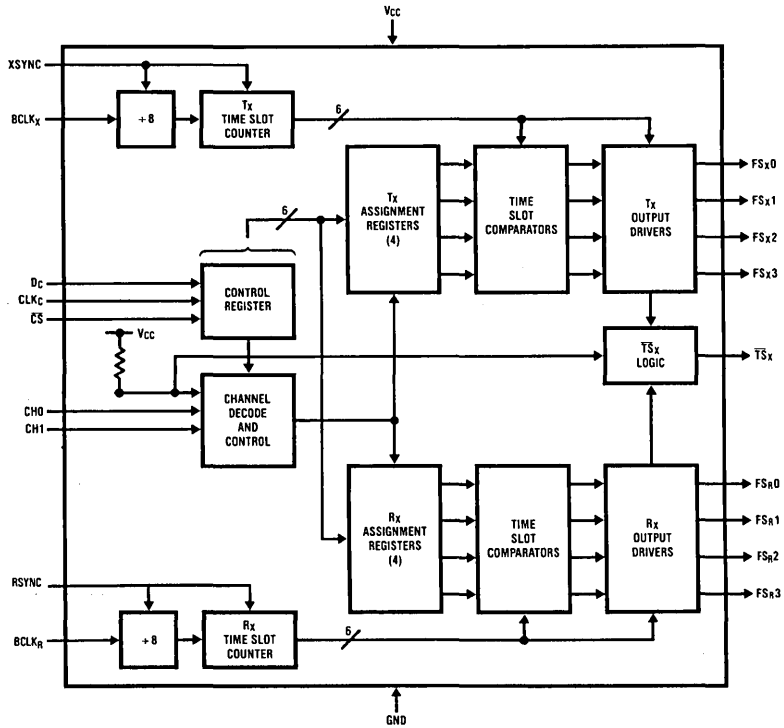 VCC
XSYNC
BCLKX
÷8
TX
TIME SLOT
COUNTER
6
6
TX
ASSIGNMENT
REGISTERS
(4)
TIME
SLOT
COMPARATORS
TX
OUTPUT
DRIVERS
FSX0
FSX1
FSX2
FSX3
DC
CLKC
CS
CONTROL
REGISTER
VCC
TSX
LOGIC
TSX
CH0
CH1
CHANNEL
DECODE
AND
CONTROL
RX
ASSIGNMENT
REGISTERS
(4)
TIME
SLOT
COMPARATORS
RX
OUTPUT
DRIVERS
FSR0
FSR1
FSR2
FSR3
RSYNC
BCLKR
÷8
RX
TIME SLOT
COUNTER
6
GND